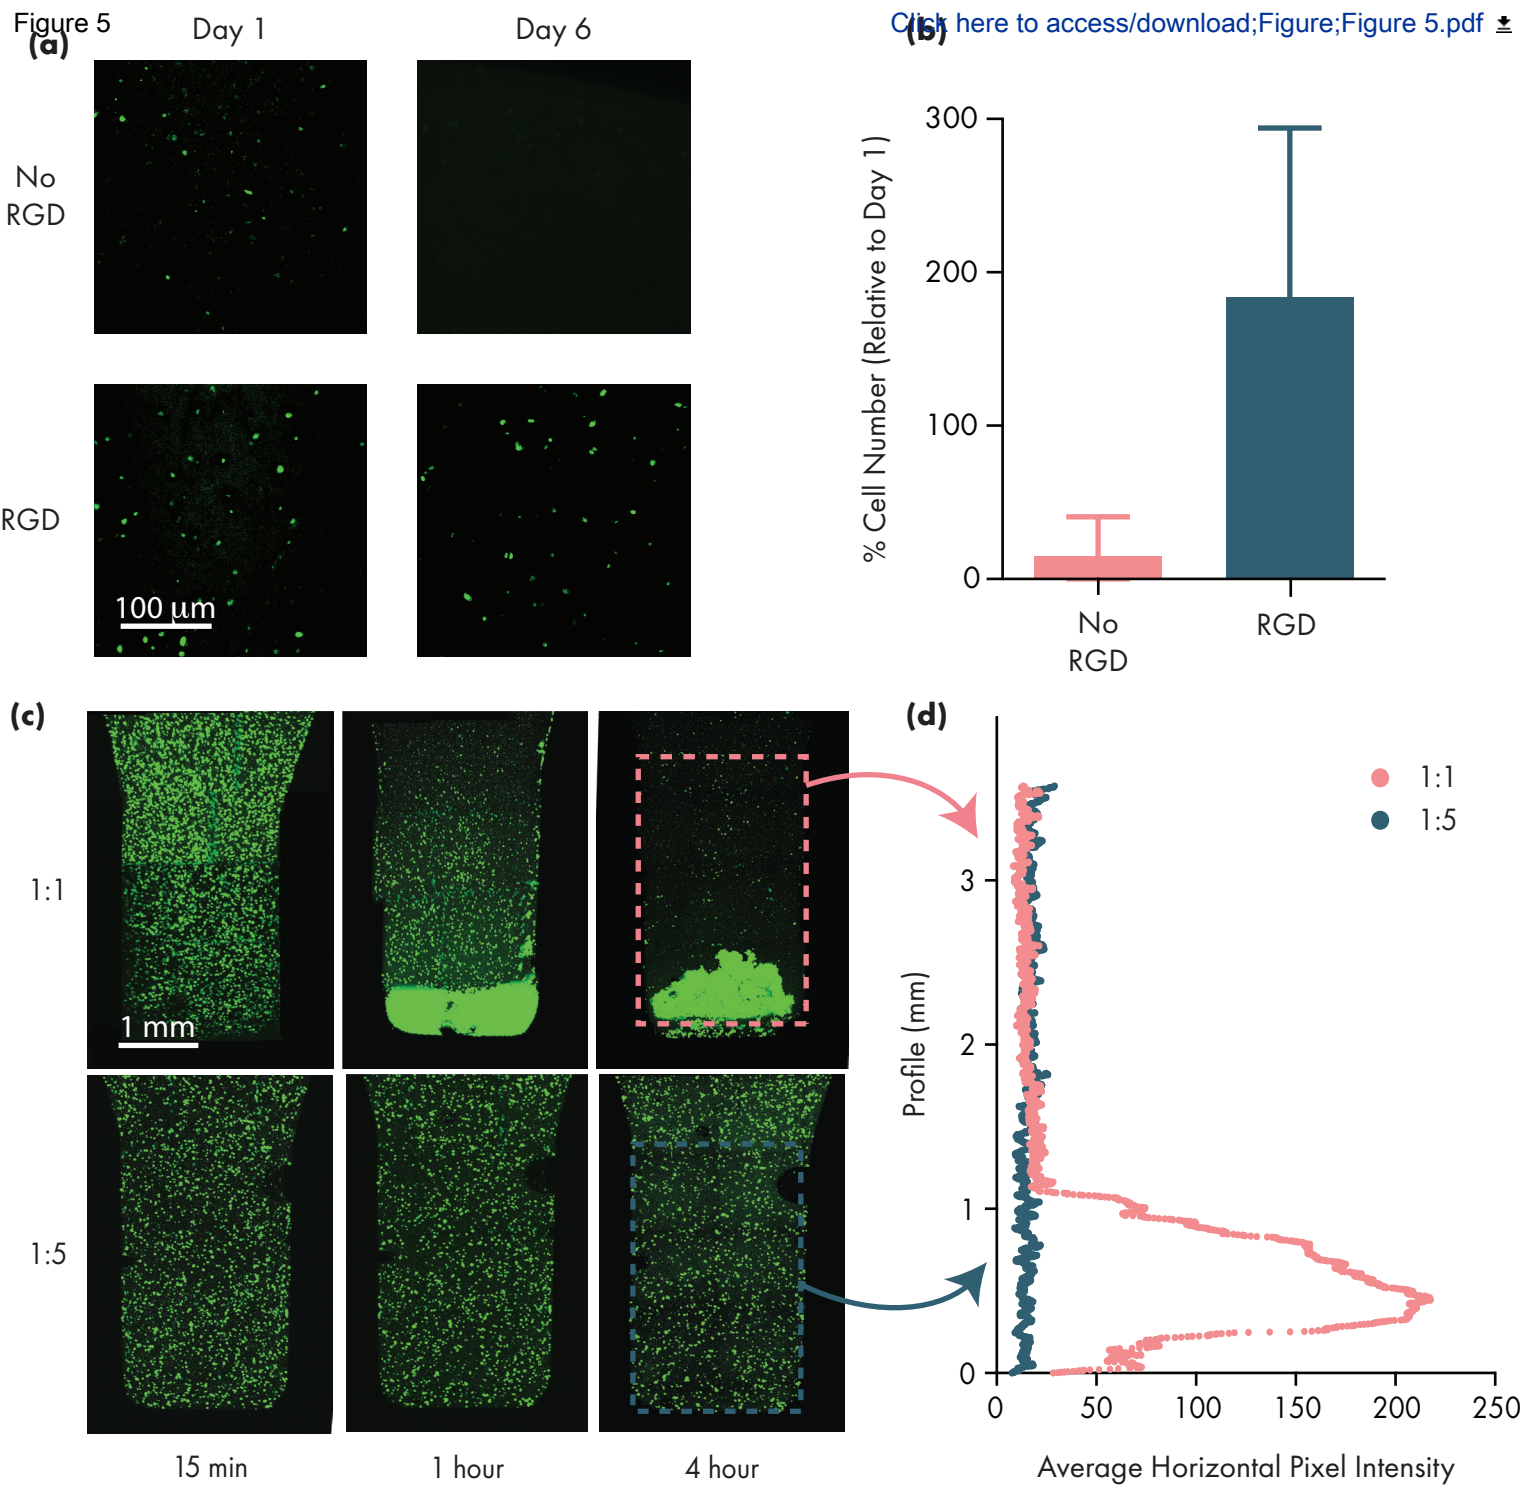 Figure 5
Click here to access/download;Figure;Figure 5.pdf
(a)
Day 1
Day 6
No
RGD
RGD
100 μm
(b)
% Cell Number (Relative to Day 1)
300
200
100
0
No
RGD
RGD
(c)
1:1
1 mm
1:5
15 min
1 hour
4 hour
(d)
1:1
1:5
Profile (mm)
3
2
1
0
0
50
100
150
200
250
Average Horizontal Pixel Intensity